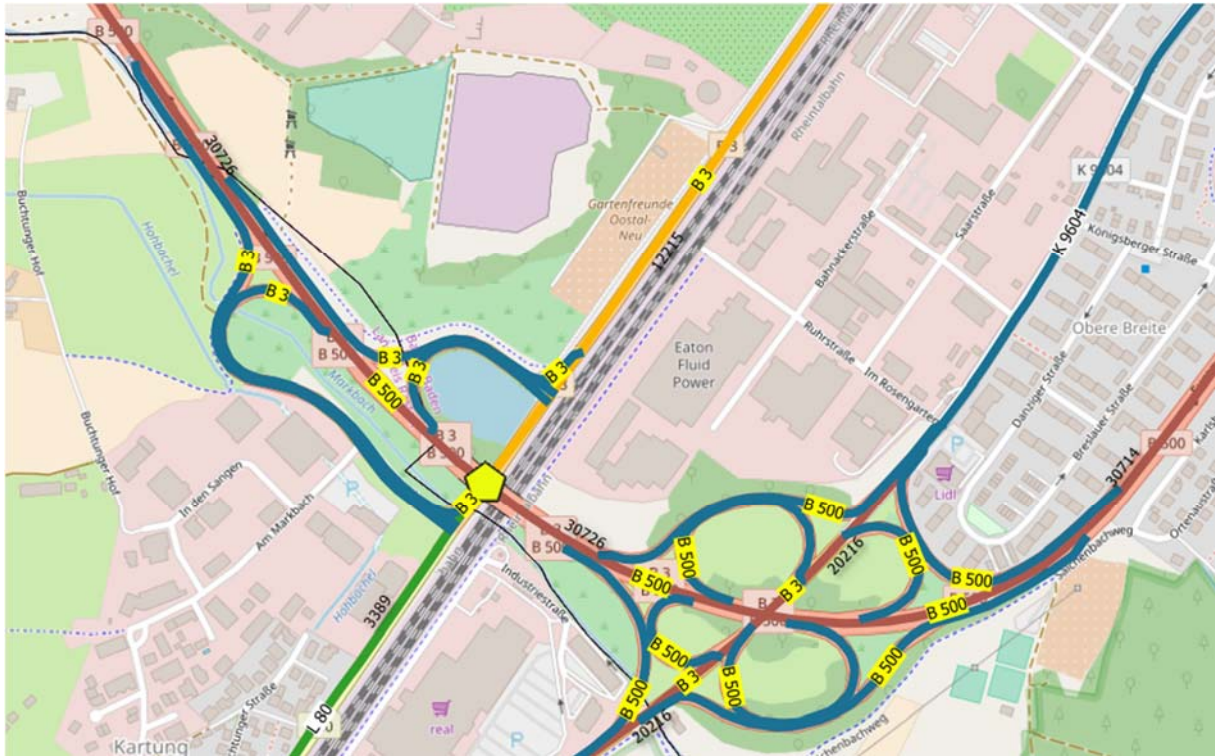 B 500
30726
Buchtunger Hof
Hohbächel
B 3
B 3
B 3
B 3
B 500
Markbach
B 3
B 500
B 3
12215
B 3
B 3
Rheintalbahn
Gartenfreunde
Oostal-
Neu
Bahnackerstraße
Saarstraße
K 9604
Königsberger Straße
Obere Breite
Ruhrstraße
Im Rosengarten
Danziger Straße
Breslauer Straße
Eaton
Fluid
Power
Lidl
B 500
30714
Ortenaustraße
Salchenbachweg
Buchtunger Hof
In den Sangen
Am Markbach
Hohbächel
B 3
3389
L 80
Kartung
Industriestraße
real
P
P
30726
B 500
B 500
B 500
B 3
20216
B 500
B 500
B 500
B 500
B 3
B 500
B 500
B 500
20216